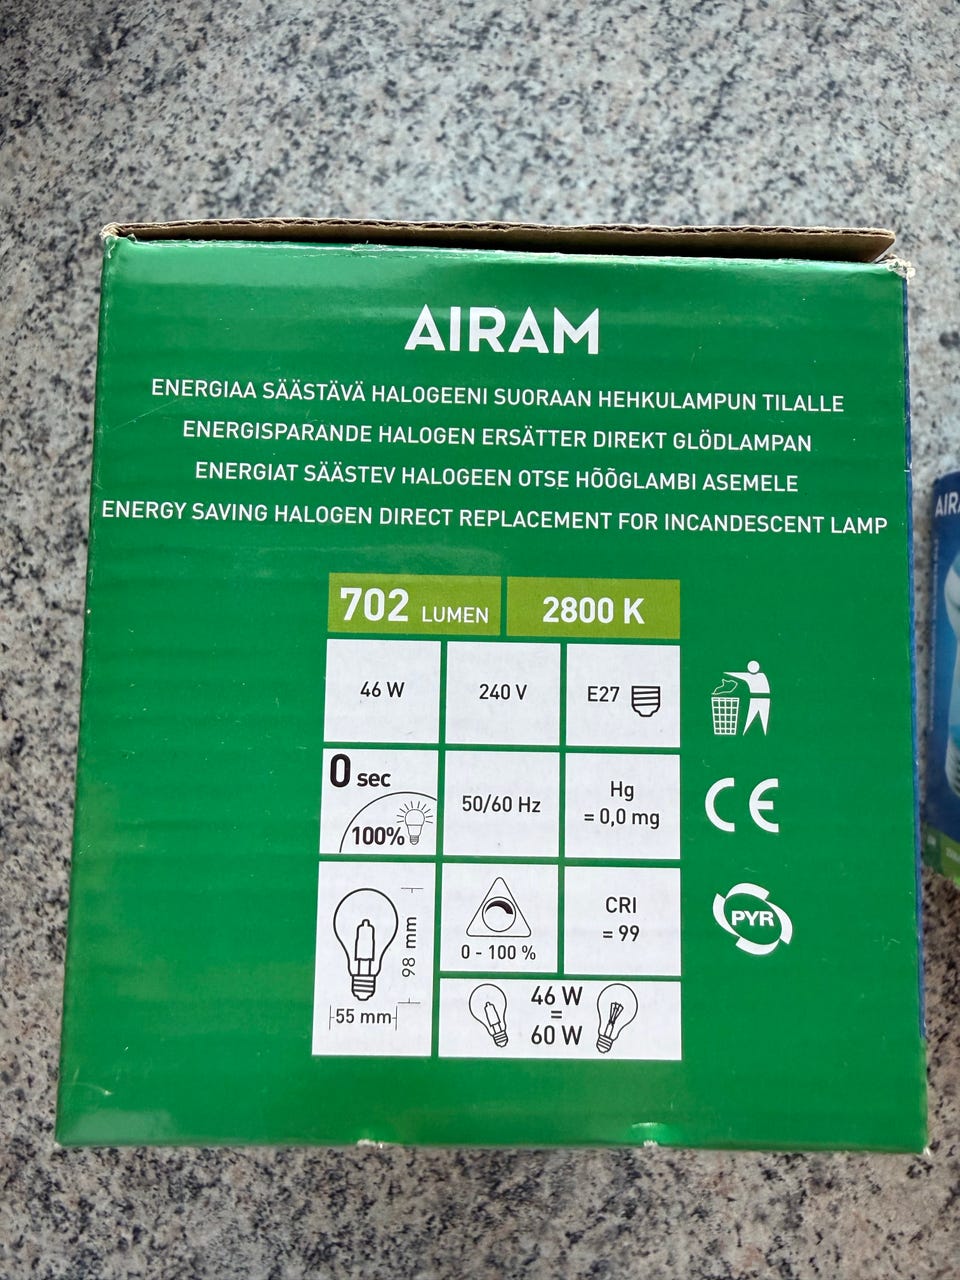 AIRAM
ENERGIAA SÄÄSTÄVÄ HALOGEENI SUORAAN HEHKULAMPUN TILALLE
ENERGISPARANDE HALOGEN ERSÄTTER DIREKT GLÖDLAMPAN
ENERGIAT SÄÄSTEV HALOGEEN OTSE HÕÕGLAMBI ASEMELE
ENERGY SAVING HALOGEN DIRECT REPLACEMENT FOR INCANDESCENT LAMP
702 LUMEN
2800 K
46 W
240 V
E27
0 sec
100%
50/60 Hz
Hg
= 0,0 mg
CE
98 mm
55 mm
0 - 100 %
CRI
= 99
PYR
46 W
=
60 W